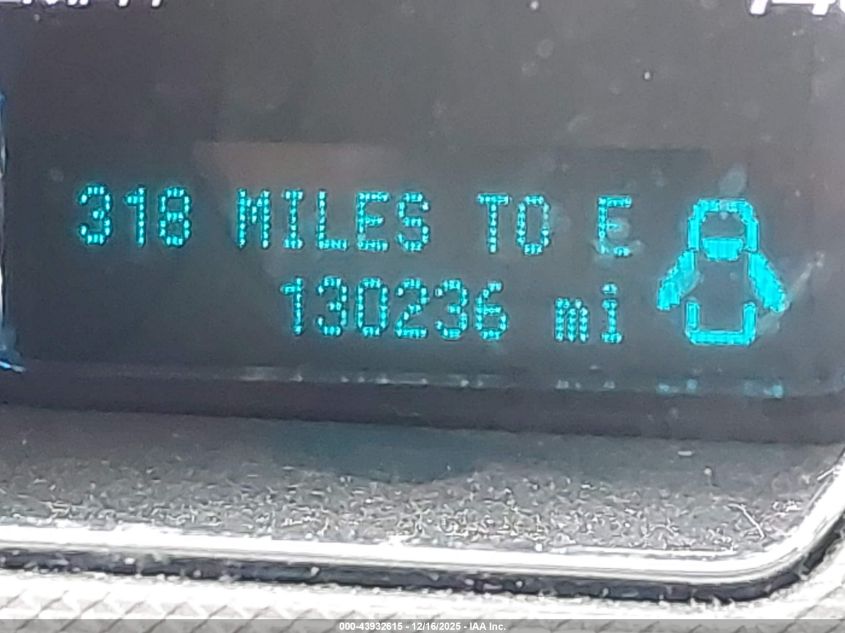 318 MILES TO E
130236 mi
000-43932615 - 12/16/2025 - IAA Inc.